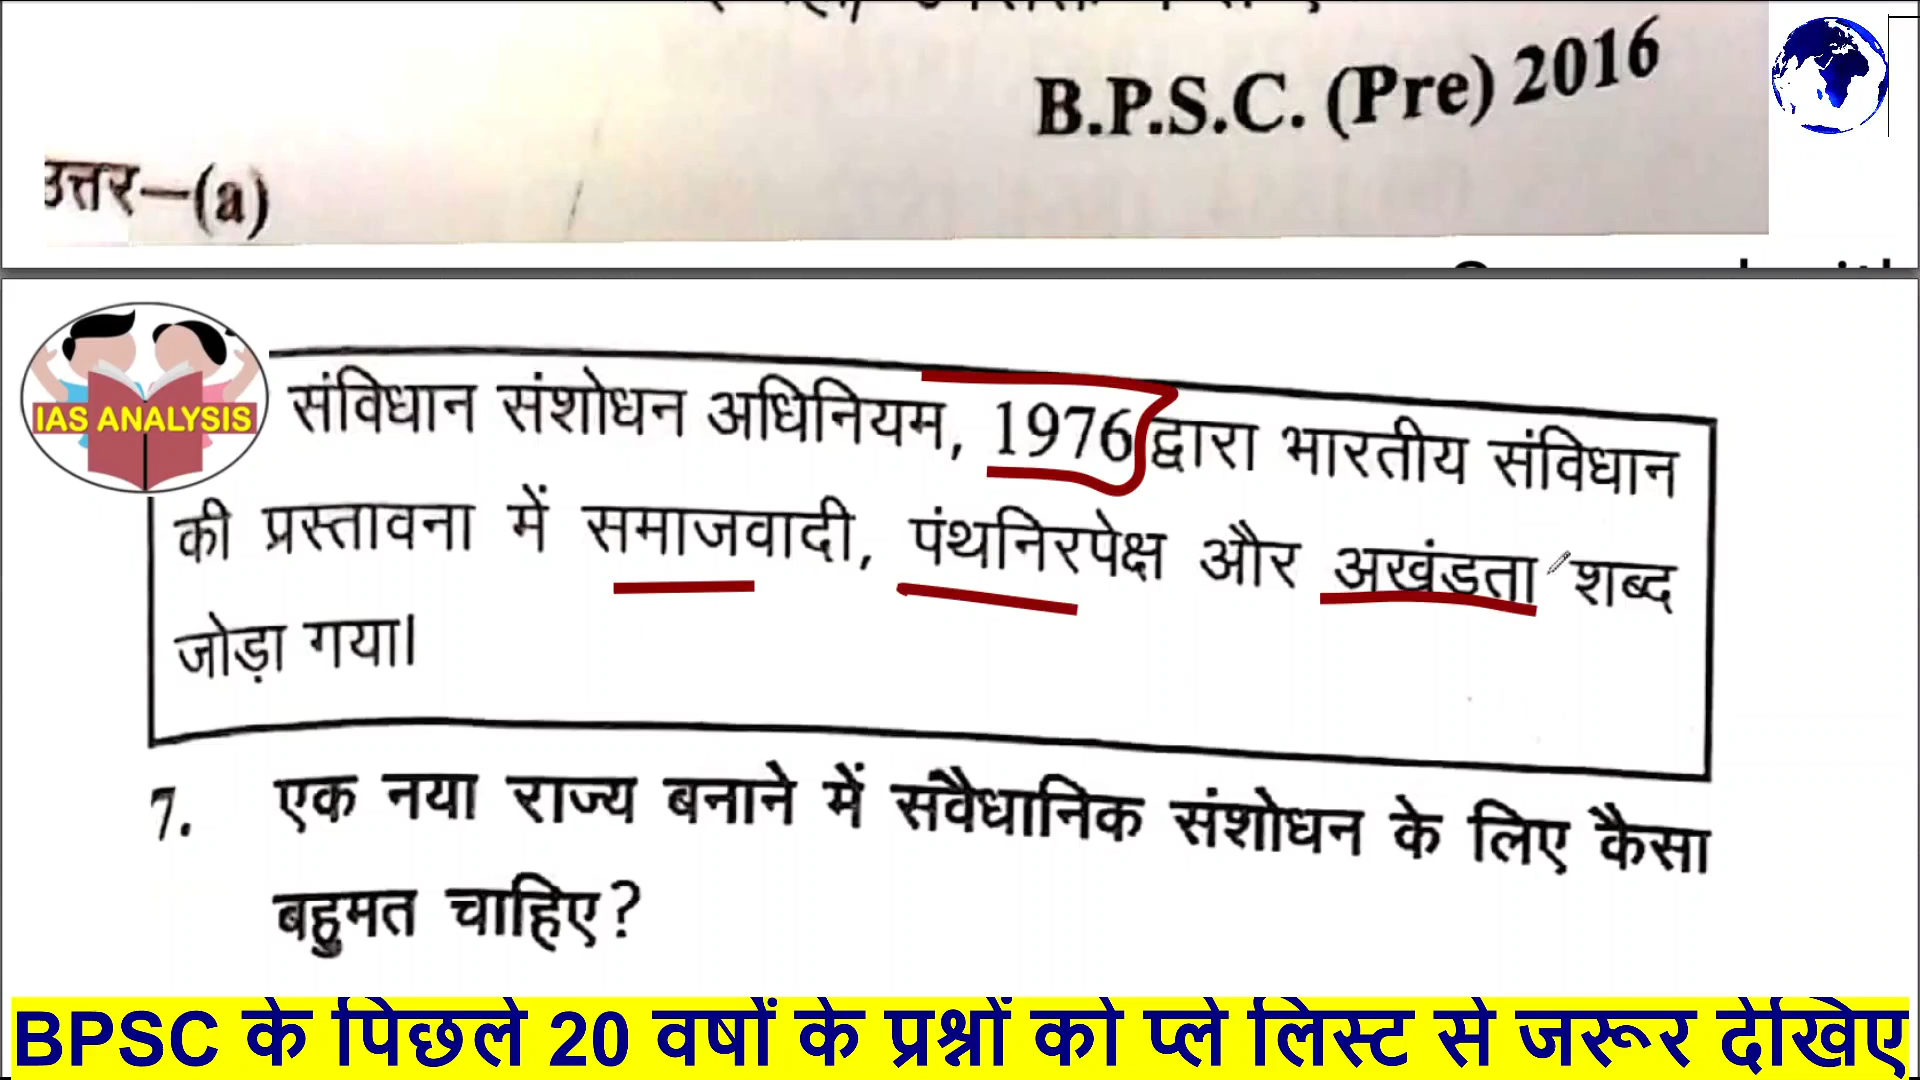 B.P.S.C. (Pre) 2016
उत्तर—(a)
IAS ANALYSIS
संविधान संशोधन अधिनियम, 1976 द्वारा भारतीय संविधान
की प्रस्तावना में समाजवादी, पंथनिरपेक्ष और अखंडता शब्द
जोड़ा गया।
7. एक नया राज्य बनाने में संवैधानिक संशोधन के लिए कैसा
बहुमत चाहिए?
BPSC के पिछले 20 वर्षो के प्रश्नों को प्ले लिस्ट से जरूर देखिए